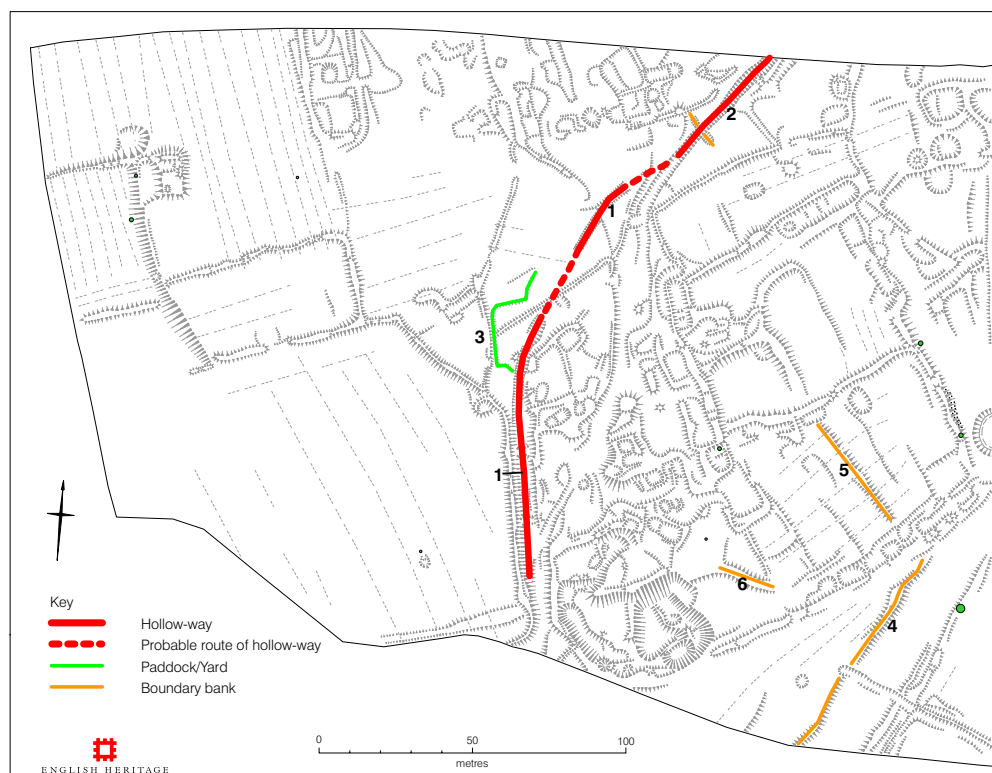 2
1
3
1
5
6
4
Key
Hollow-way
Probable route of hollow-way
Paddock/Yard
Boundary bank
0 50 100
metres
ENGLISH HERITAGE